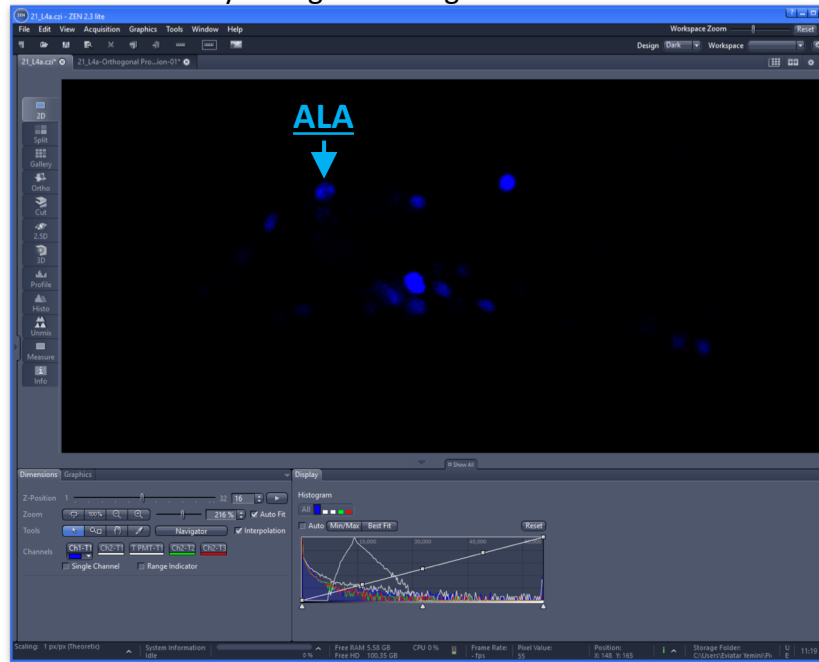 21_L4a.czi - ZEN 2.3 lite
File Edit View Acquisition Graphics Tools Window Help
Workspace Zoom Reset
Design Dark Workspace
21_L4a.czi* 21_L4a-Orthogonal Pro...ion-01*
2D
Split
Gallery
Ortho
Cut
2.5D
3D
Profile
Histo
Unmix
Measure
Info
ALA
Show All
Dimensions Graphics
Z-Position 1 32 16
Zoom 100% 216 % Auto Fit
Tools Navigator Interpolation
Channels Ch1-T1 Ch2-T1 T PMT-T1 Ch2-T2 Ch2-T3
Single Channel Range Indicator
Display
Histogram
All
Auto Min/Max Best Fit Reset
15,000 30,000 45,000
Scaling: 1 px/px (Theoretic)
System Information:
Idle
0 %
Free RAM 5.58 GB
Free HD 100.35 GB
CPU 0 %
Frame Rate:
- fps
Pixel Value:
55
Position:
X: 148 Y: 165
Storage Folder:
C:\Users\Eviatar Yemini\Pi
U
E
11:19